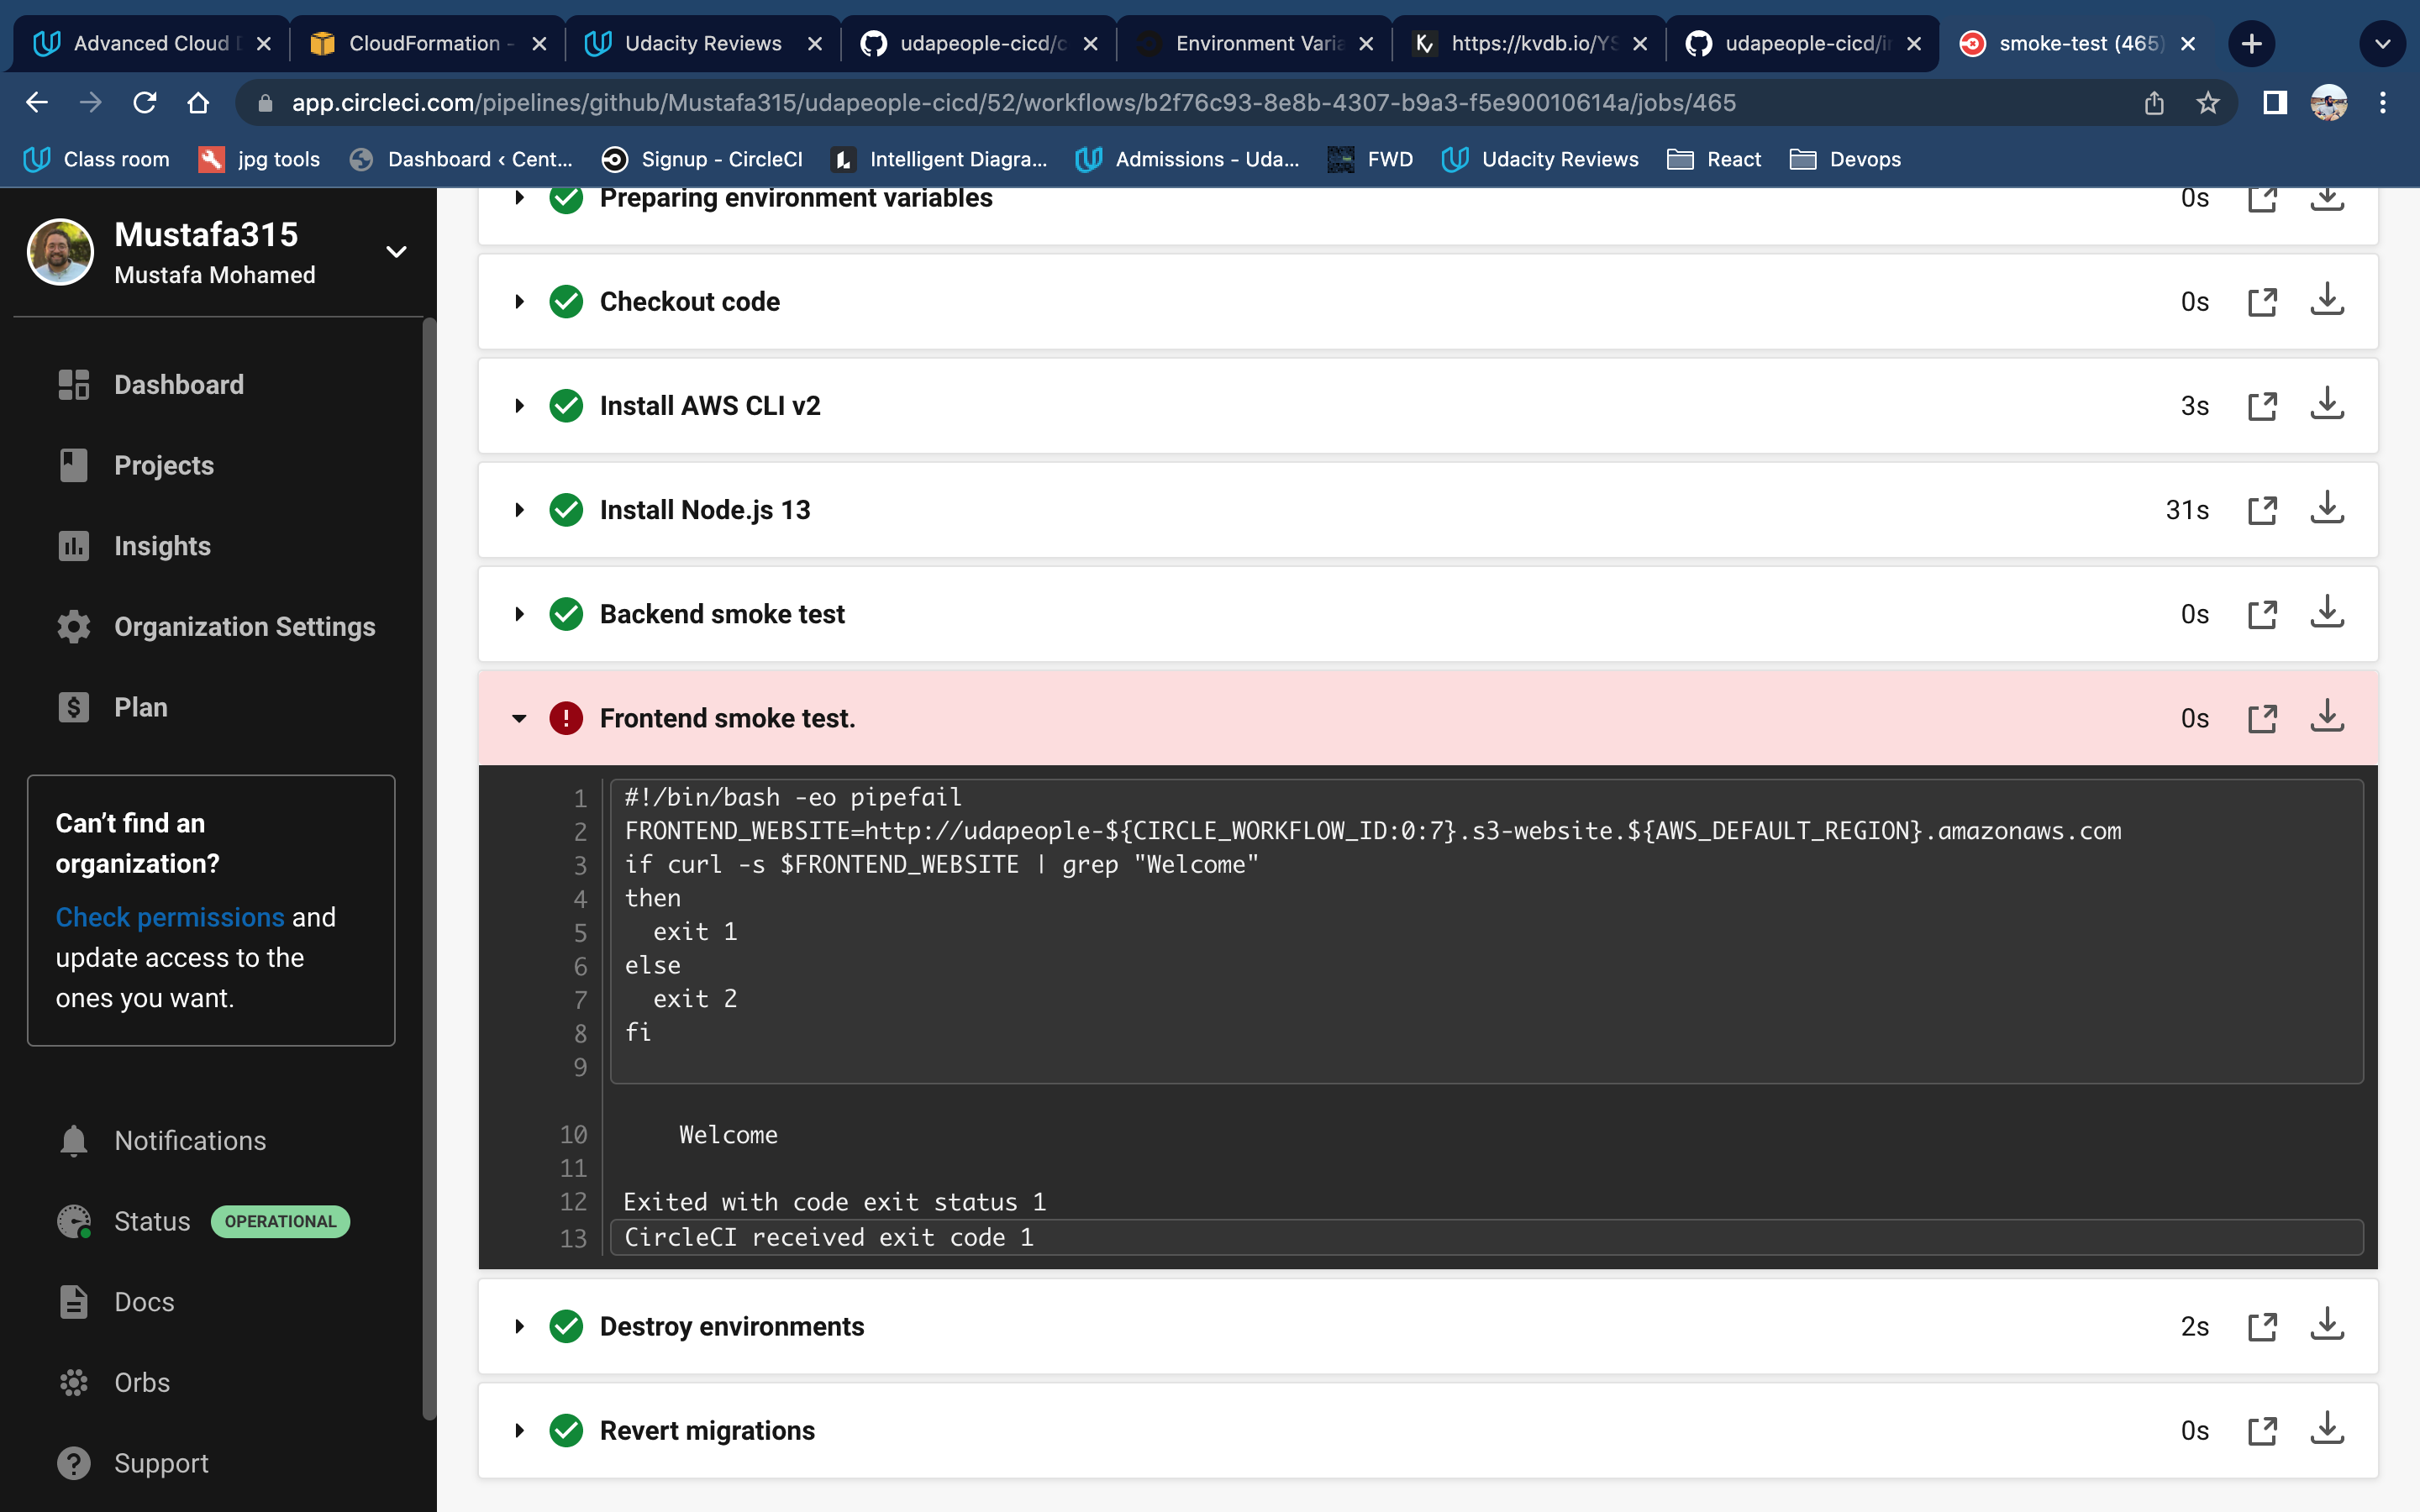 Advanced Cloud D
CloudFormation -
Udacity Reviews
udapeople-cicd/c
Environment Varia
https://kvdb.io/YS
udapeople-cicd/ir
smoke-test (465)
app.circleci.com/pipelines/github/Mustafa315/udapeople-cicd/52/workflows/b2f76c93-8e8b-4307-b9a3-f5e90010614a/jobs/465
Class room
jpg tools
Dashboard ‹ Cent...
Signup - CircleCI
Intelligent Diagra...
Admissions - Uda...
FWD
Udacity Reviews
React
Devops
Mustafa315
Mustafa Mohamed
Dashboard
Projects
Insights
Organization Settings
Plan
Can’t find an
organization?
Check permissions and
update access to the
ones you want.
Notifications
Status OPERATIONAL
Docs
Orbs
Support
Preparing environment variables 0s
Checkout code 0s
Install AWS CLI v2 3s
Install Node.js 13 31s
Backend smoke test 0s
Frontend smoke test. 0s
1 #!/bin/bash -eo pipefail
2 FRONTEND_WEBSITE=http://udapeople-${CIRCLE_WORKFLOW_ID:0:7}.s3-website.${AWS_DEFAULT_REGION}.amazonaws.com
3 if curl -s $FRONTEND_WEBSITE | grep "Welcome"
4 then
5 exit 1
6 else
7 exit 2
8 fi
9
10 Welcome
11
12 Exited with code exit status 1
13 CircleCI received exit code 1
Destroy environments 2s
Revert migrations 0s